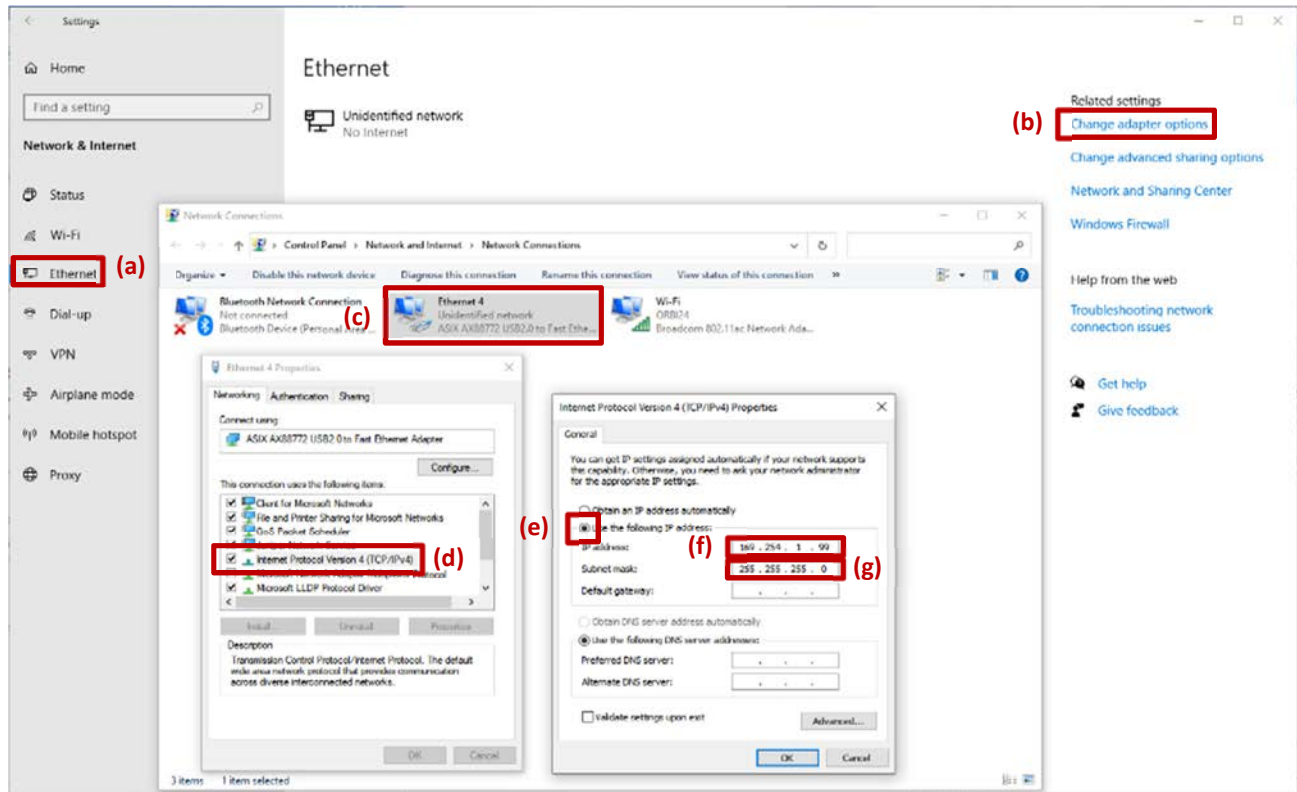 Settings
Home
Find a setting
Network & Internet
Status
Wi-Fi
Ethernet
(a)
Dial-up
VPN
Airplane mode
Mobile hotspot
Proxy
Ethernet
Unidentified network
No Internet
Related settings
(b)
Change adapter options
Change advanced sharing options
Network and Sharing Center
Windows Firewall
Help from the web
Troubleshooting network
connection issues
Get help
Give feedback
Network Connections
Control Panel › Network and Internet › Network Connections
Organize Disable this network device Diagnose this connection Rename this connection View status of this connection »
Bluetooth Network Connection
Not connected
Bluetooth Device (Personal Area ...
(c)
Ethernet 4
Unidentified network
ASIX AX88772 USB2.0 to Fast Ethe...
Wi-Fi
ORBI24
Broadcom 802.11ac Network Ada...
Ethernet 4 Properties
Networking Authentication Sharing
Connect using:
ASIX AX88772 USB2.0 to Fast Ethernet Adapter
Configure...
This connection uses the following items:
Client for Microsoft Networks
File and Printer Sharing for Microsoft Networks
QoS Packet Scheduler
Internet Protocol Version 4 (TCP/IPv4)
(d)
Microsoft LLDP Protocol Driver
Install... Uninstall Properties
Description
Transmission Control Protocol/Internet Protocol. The default
wide area network protocol that provides communication
across diverse interconnected networks.
OK Cancel
Internet Protocol Version 4 (TCP/IPv4) Properties
General
You can get IP settings assigned automatically if your network supports
this capability. Otherwise, you need to ask your network administrator
for the appropriate IP settings.
Obtain an IP address automatically
(e)
Use the following IP address:
IP address:
(f)
169 . 254 . 1 . 99
Subnet mask:
255 . 255 . 255 . 0
(g)
Default gateway:
Obtain DNS server address automatically
Use the following DNS server addresses:
Preferred DNS server:
Alternate DNS server:
Validate settings upon exit
Advanced...
OK Cancel
3 items 1 item selected